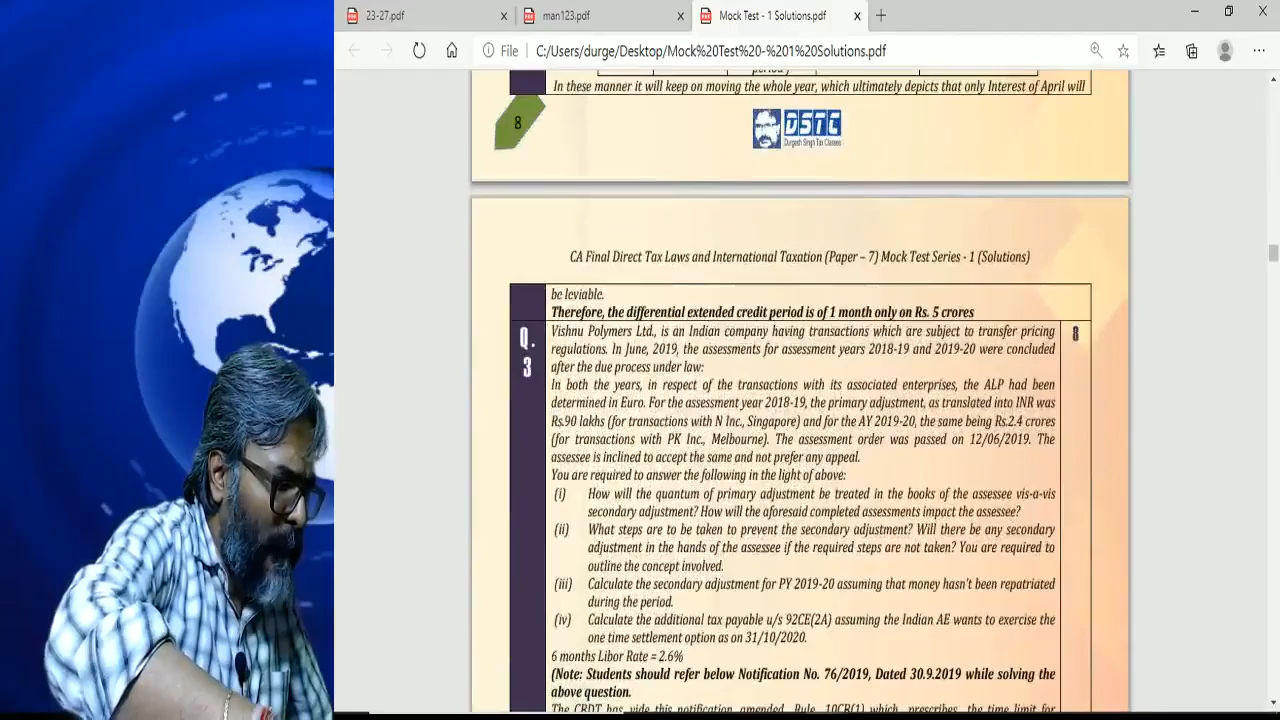 23-27.pdf
man123.pdf
Mock Test - 1 Solutions.pdf
File
C:/Users/durge/Desktop/Mock%20Test%20-%201%20Solutions.pdf
In these manner it will keep on moving the whole year, which ultimately depicts that only Interest of April will
8
DSTC
Durgesh Singh Tax Classes
CA Final Direct Tax Laws and International Taxation (Paper – 7) Mock Test Series - 1 (Solutions)
be leviable.
Therefore, the differential extended credit period is of 1 month only on Rs. 5 crores
Q.
3
8
Vishnu Polymers Ltd., is an Indian company having transactions which are subject to transfer pricing
regulations. In June, 2019, the assessments for assessment years 2018-19 and 2019-20 were concluded
after the due process under law:
In both the years, in respect of the transactions with its associated enterprises, the ALP had been
determined in Euro. For the assessment year 2018-19, the primary adjustment, as translated into INR was
Rs.90 lakhs (for transactions with N Inc., Singapore) and for the AY 2019-20, the same being Rs.2.4 crores
(for transactions with PK Inc., Melbourne). The assessment order was passed on 12/06/2019. The
assessee is inclined to accept the same and not prefer any appeal.
You are required to answer the following in the light of above:
(i) How will the quantum of primary adjustment be treated in the books of the assessee vis-a-vis
secondary adjustment? How will the aforesaid completed assessments impact the assessee?
(ii) What steps are to be taken to prevent the secondary adjustment? Will there be any secondary
adjustment in the hands of the assessee if the required steps are not taken? You are required to
outline the concept involved.
(iii) Calculate the secondary adjustment for PY 2019-20 assuming that money hasn't been repatriated
during the period.
(iv) Calculate the additional tax payable u/s 92CE(2A) assuming the Indian AE wants to exercise the
one time settlement option as on 31/10/2020.
6 months Libor Rate = 2.6%
(Note: Students should refer below Notification No. 76/2019, Dated 30.9.2019 while solving the
above question.
The CBDT has vide this notification amended, Rule, 10CB(1) which prescribes the time limit for